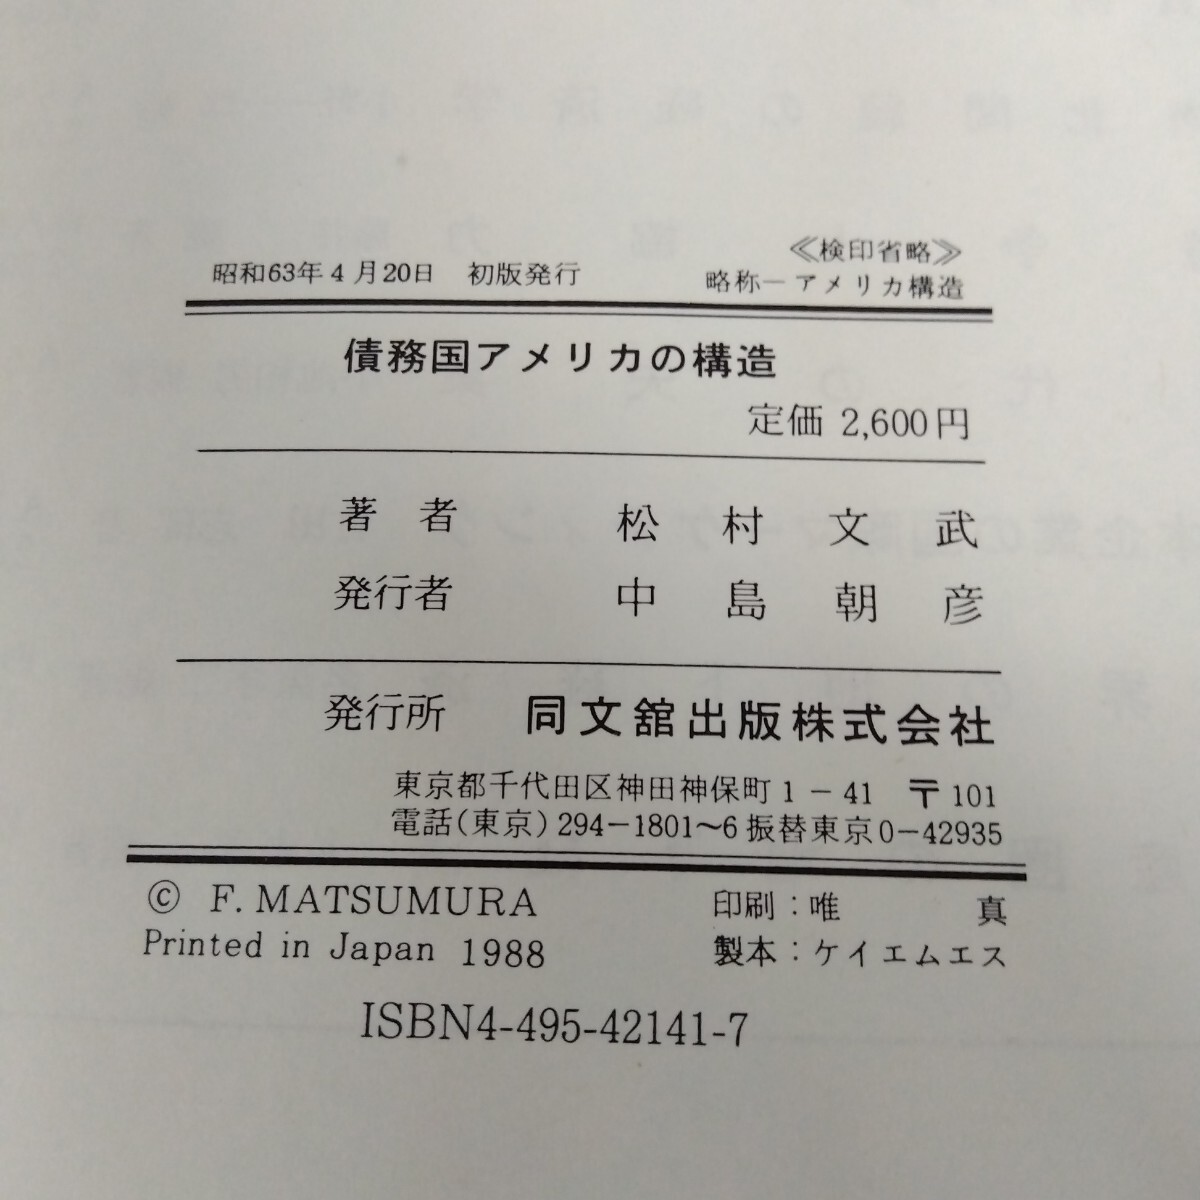 ≪検印省略≫
昭和63年4月20日 初版発行 略称―アメリカ構造
債務国アメリカの構造
定価 2,600円
著者 松村文武
発行者 中島朝彦
発行所 同文舘出版株式会社
東京都千代田区神田神保町1-41 〒101
電話(東京)294-1801~6 振替東京0-42935
© F. MATSUMURA 印刷:唯真
Printed in Japan 1988 製本:ケイエムエス
ISBN4-495-42141-7